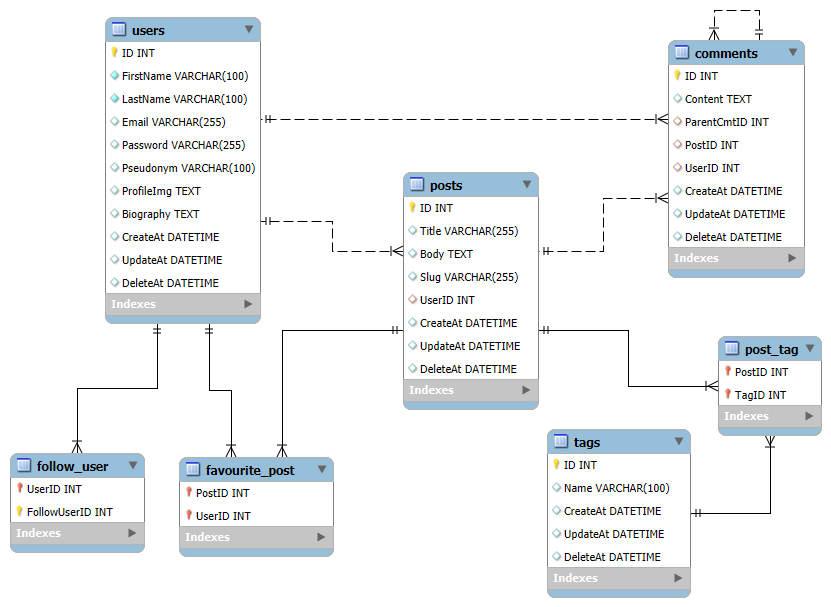 users
ID INT
FirstName VARCHAR(100)
LastName VARCHAR(100)
Email VARCHAR(255)
Password VARCHAR(255)
Pseudonym VARCHAR(100)
ProfileImg TEXT
Biography TEXT
CreateAt DATETIME
UpdateAt DATETIME
DeleteAt DATETIME
Indexes
comments
ID INT
Content TEXT
ParentCmtID INT
PostID INT
UserID INT
CreateAt DATETIME
UpdateAt DATETIME
DeleteAt DATETIME
Indexes
posts
ID INT
Title VARCHAR(255)
Body TEXT
Slug VARCHAR(255)
UserID INT
CreateAt DATETIME
UpdateAt DATETIME
DeleteAt DATETIME
Indexes
post_tag
PostID INT
TagID INT
Indexes
follow_user
UserID INT
FollowUserID INT
Indexes
favourite_post
PostID INT
UserID INT
Indexes
tags
ID INT
Name VARCHAR(100)
CreateAt DATETIME
UpdateAt DATETIME
DeleteAt DATETIME
Indexes